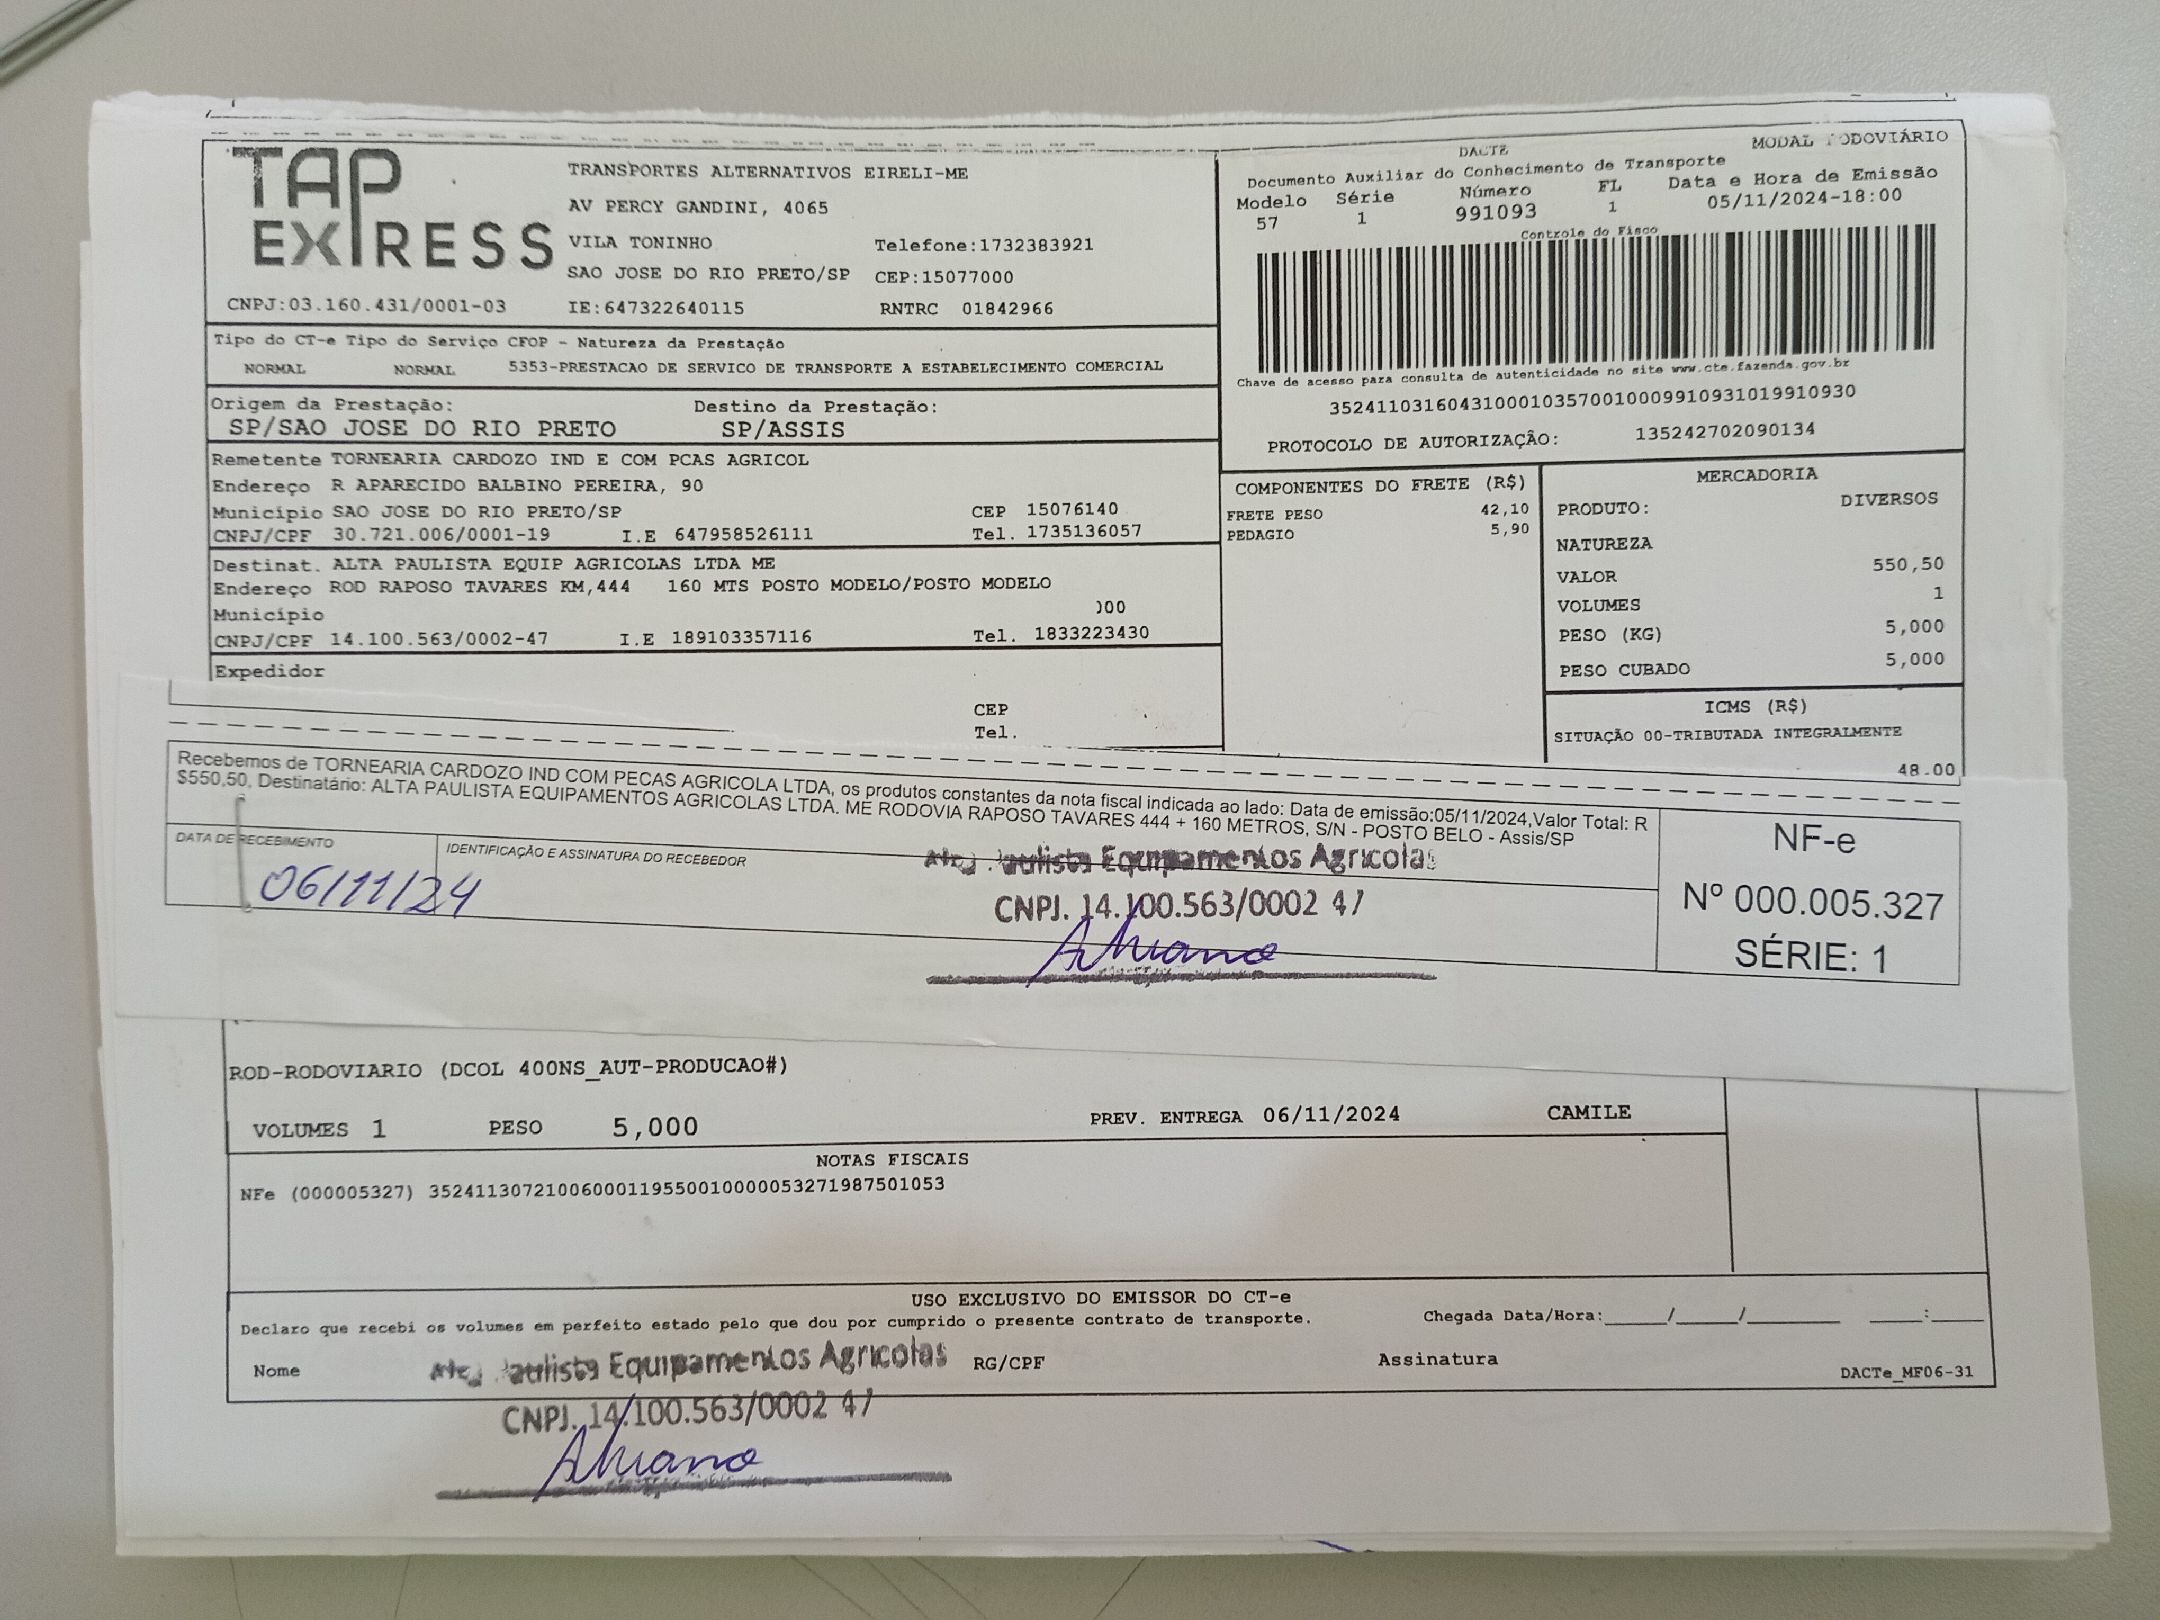 TAP EXPRESS
TRANSPORTES ALTERNATIVOS EIRELI-ME
AV PERCY GANDINI, 4065
VILA TONINHO Telefone:1732383921
SAO JOSE DO RIO PRETO/SP CEP:15077000
CNPJ:03.160.431/0001-03 IE:647322640115 RNTRC 01842966
DACTE MODAL RODOVIÁRIO
Documento Auxiliar do Conhecimento de Transporte
Modelo Série Número FL Data e Hora de Emissão
57 1 991093 1 05/11/2024-18:00
Controle do Fisco
Chave de acesso para consulta de autenticidade no site www.cte.fazenda.gov.br
35241103160431000103570010009910931019910930
PROTOCOLO DE AUTORIZAÇÃO: 135242702090134
Tipo do CT-e Tipo do Serviço CFOP - Natureza da Prestação
NORMAL NORMAL 5353-PRESTACAO DE SERVICO DE TRANSPORTE A ESTABELECIMENTO COMERCIAL
Origem da Prestação: Destino da Prestação:
SP/SAO JOSE DO RIO PRETO SP/ASSIS
Remetente TORNEARIA CARDOZO IND E COM PCAS AGRICOL
Endereço R APARECIDO BALBINO PEREIRA, 90
Município SAO JOSE DO RIO PRETO/SP CEP 15076140
CNPJ/CPF 30.721.006/0001-19 I.E 647958526111 Tel. 1735136057
Destinat. ALTA PAULISTA EQUIP AGRICOLAS LTDA ME
Endereço ROD RAPOSO TAVARES KM,444 160 MTS POSTO MODELO/POSTO MODELO
Município 000
CNPJ/CPF 14.100.563/0002-47 I.E 189103357116 Tel. 1833223430
Expedidor
CEP
Tel.
COMPONENTES DO FRETE (R$)
FRETE PESO 42,10
PEDAGIO 5,90
MERCADORIA
PRODUTO: DIVERSOS
NATUREZA
VALOR 550,50
VOLUMES 1
PESO (KG) 5,000
PESO CUBADO 5,000
ICMS (R$)
SITUAÇÃO 00-TRIBUTADA INTEGRALMENTE
48.00
Recebemos de TORNEARIA CARDOZO IND COM PECAS AGRICOLA LTDA, os produtos constantes da nota fiscal indicada ao lado: Data de emissão:05/11/2024,Valor Total: R
$550,50, Destinatário: ALTA PAULISTA EQUIPAMENTOS AGRICOLAS LTDA. ME RODOVIA RAPOSO TAVARES 444 + 160 METROS, S/N - POSTO BELO - Assis/SP
DATA DE RECEBIMENTO IDENTIFICAÇÃO E ASSINATURA DO RECEBEDOR
06/11/24
Paulista Equipamentos Agricolas
CNPJ. 14.100.563/0002 47
Adriano
NF-e
Nº 000.005.327
SÉRIE: 1
ROD-RODOVIARIO (DCOL 400NS_AUT-PRODUCAO#)
VOLUMES 1 PESO 5,000 PREV. ENTREGA 06/11/2024 CAMILE
NOTAS FISCAIS
NFe (000005327) 35241130721006000119550010000053271987501053
USO EXCLUSIVO DO EMISSOR DO CT-e
Declaro que recebi os volumes em perfeito estado pelo que dou por cumprido o presente contrato de transporte. Chegada Data/Hora:_____/_____/_______ ____:____
Nome Paulista Equipamentos Agricolas RG/CPF Assinatura DACTe_MF06-31
CNPJ. 14.100.563/0002 47
Adriano